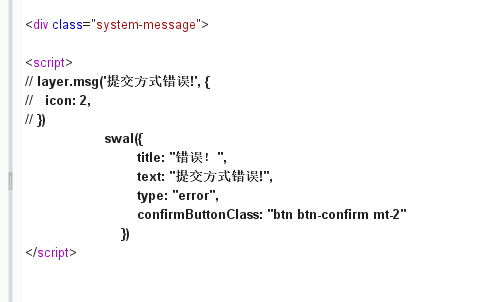 <div class="system-message">
<script>
// layer.msg('提交方式错误!', {
//    icon: 2,
// })
swal({
title: "错误！",
text: "提交方式错误!",
type: "error",
confirmButtonClass: "btn btn-confirm mt-2"
})
</script>